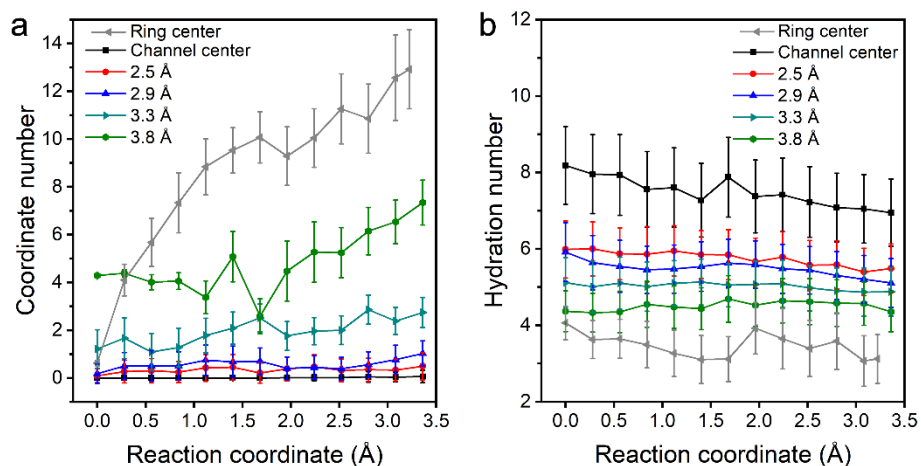 a
Ring center
Channel center
2.5 Å
2.9 Å
3.3 Å
3.8 Å
14
12
10
8
6
4
2
0
Coordinate number
0.0 0.5 1.0 1.5 2.0 2.5 3.0 3.5
Reaction coordinate (Å)
b
Ring center
Channel center
2.5 Å
2.9 Å
3.3 Å
3.8 Å
12
10
8
6
4
2
Hydration number
0.0 0.5 1.0 1.5 2.0 2.5 3.0 3.5
Reaction coordinate (Å)